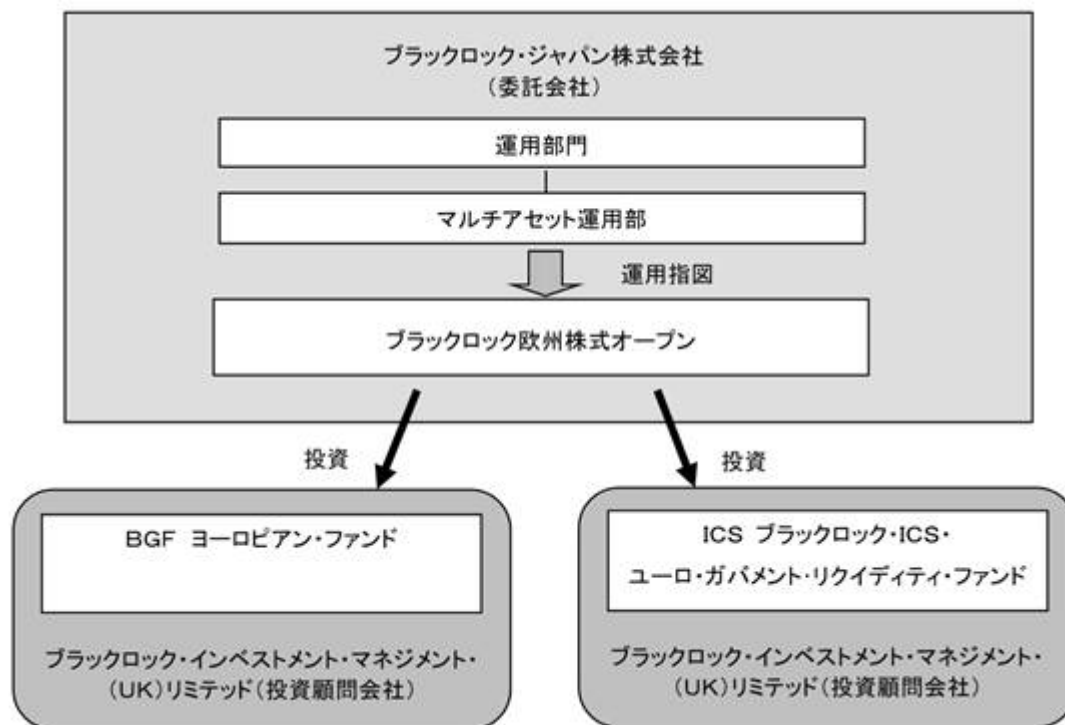 ブラックロック・ジャパン株式会社
(委託会社)
運用部門
マルチアセット運用部
運用指図
ブラックロック欧州株式オープン
投資
投資
BGF ヨーロピアン・ファンド
ブラックロック・インベストメント・マネジメント・
(UK)リミテッド(投資顧問会社)
ICS ブラックロック・ICS・
ユーロ・ガバメント・リクイディティ・ファンド
ブラックロック・インベストメント・マネジメント・
(UK)リミテッド(投資顧問会社)